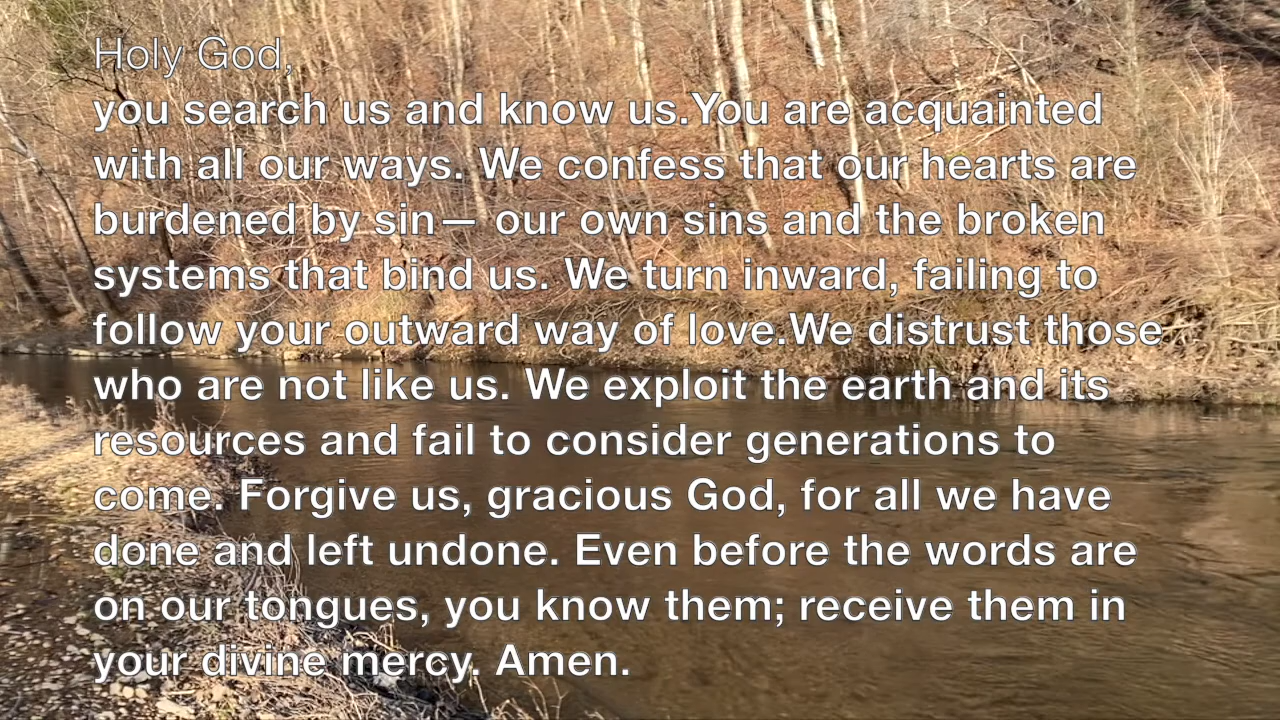 Holy God,
you search us and know us.You are acquainted
with all our ways. We confess that our hearts are
burdened by sin— our own sins and the broken
systems that bind us. We turn inward, failing to
follow your outward way of love.We distrust those
who are not like us. We exploit the earth and its
resources and fail to consider generations to
come. Forgive us, gracious God, for all we have
done and left undone. Even before the words are
on our tongues, you know them; receive them in
your divine mercy. Amen.